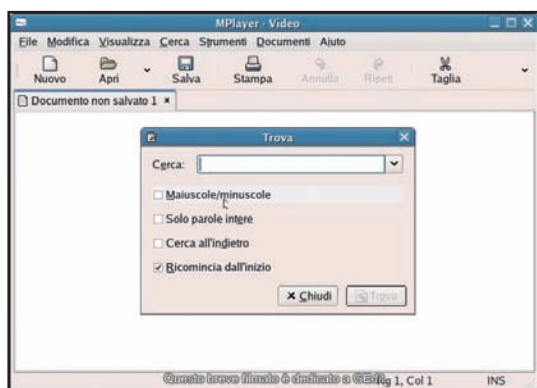 MPlayer - Video
File Modifica Visualizza Cerca Strumenti Documenti Aiuto
Nuovo Apri Salva Stampa Annulla Ripeti Taglia
Documento non salvato 1
Trova
Cerca:
Maiuscole/minuscole
Solo parole intere
Cerca all'indietro
Ricomincia dall'inizio
Chiudi Trova
Questo breve filmato è dedicato a GEdit
1, Col 1 INS